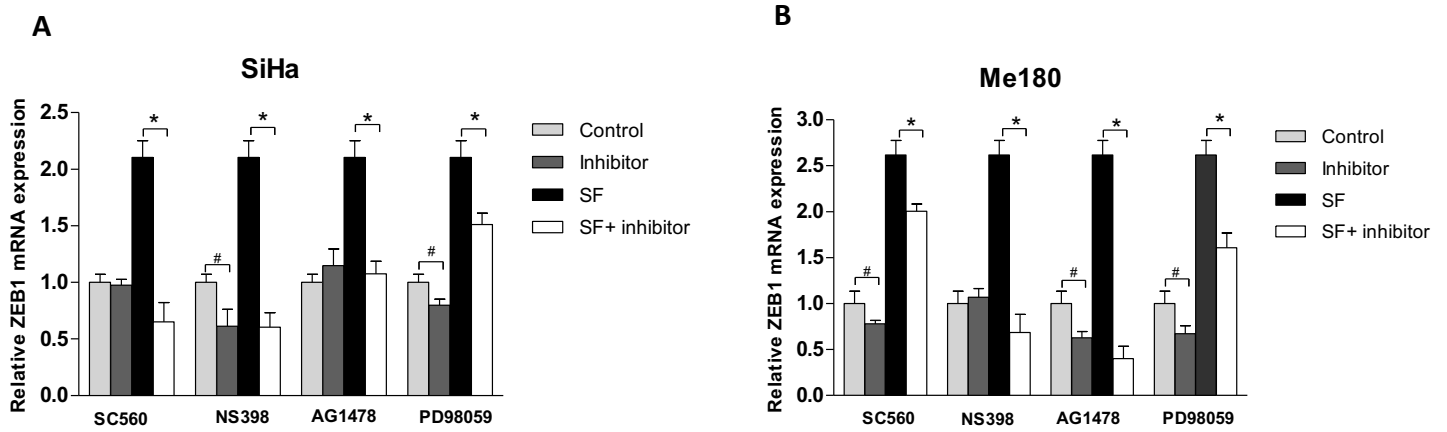 A
SiHa
Relative ZEB1 mRNA expression
2.5
2.0
1.5
1.0
0.5
0.0
*
*
*
*
#
#
SC560
NS398
AG1478
PD98059
Control
Inhibitor
SF
SF+ inhibitor
B
Me180
Relative ZEB1 mRNA expression
3.0
2.5
2.0
1.5
1.0
0.5
0.0
*
*
*
*
#
#
#
SC560
NS398
AG1478
PD98059
Control
Inhibitor
SF
SF+ inhibitor